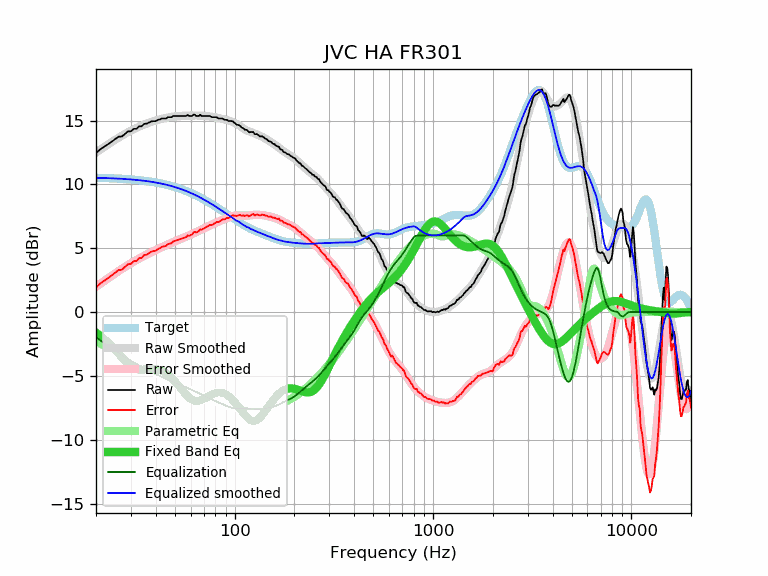 JVC HA FR301
Amplitude (dBr)
15
10
5
0
−5
−10
−15
Target
Raw Smoothed
Error Smoothed
Raw
Error
Parametric Eq
Fixed Band Eq
Equalization
Equalized smoothed
100
1000
10000
Frequency (Hz)